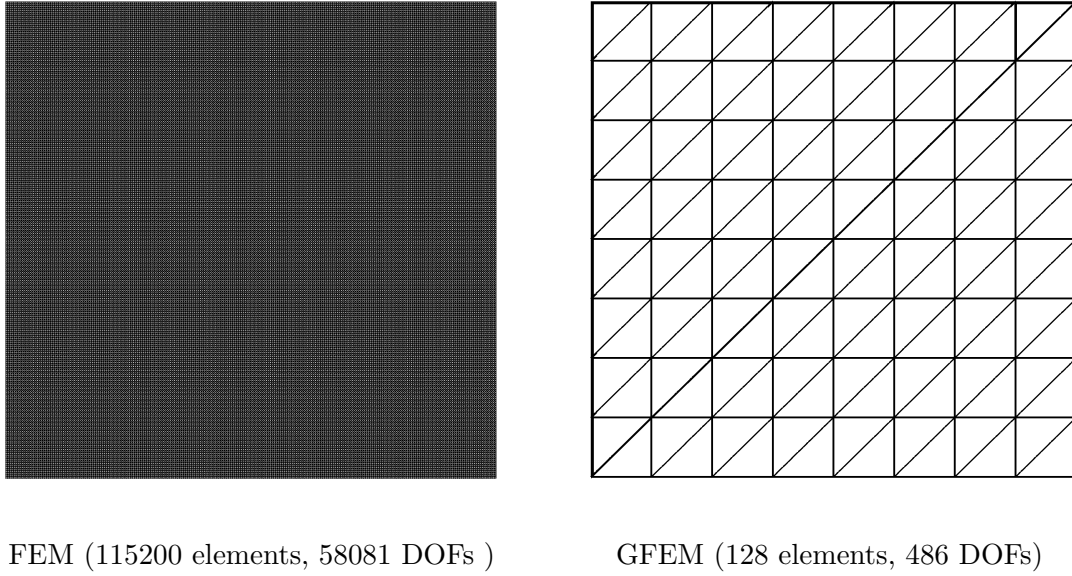 FEM (115200 elements, 58081 DOFs )
GFEM (128 elements, 486 DOFs)